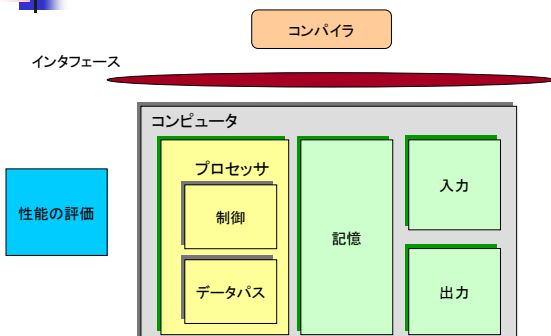 コンパイラ
インタフェース
コンピュータ
プロセッサ
制御
データパス
記憶
入力
出力
性能の評価